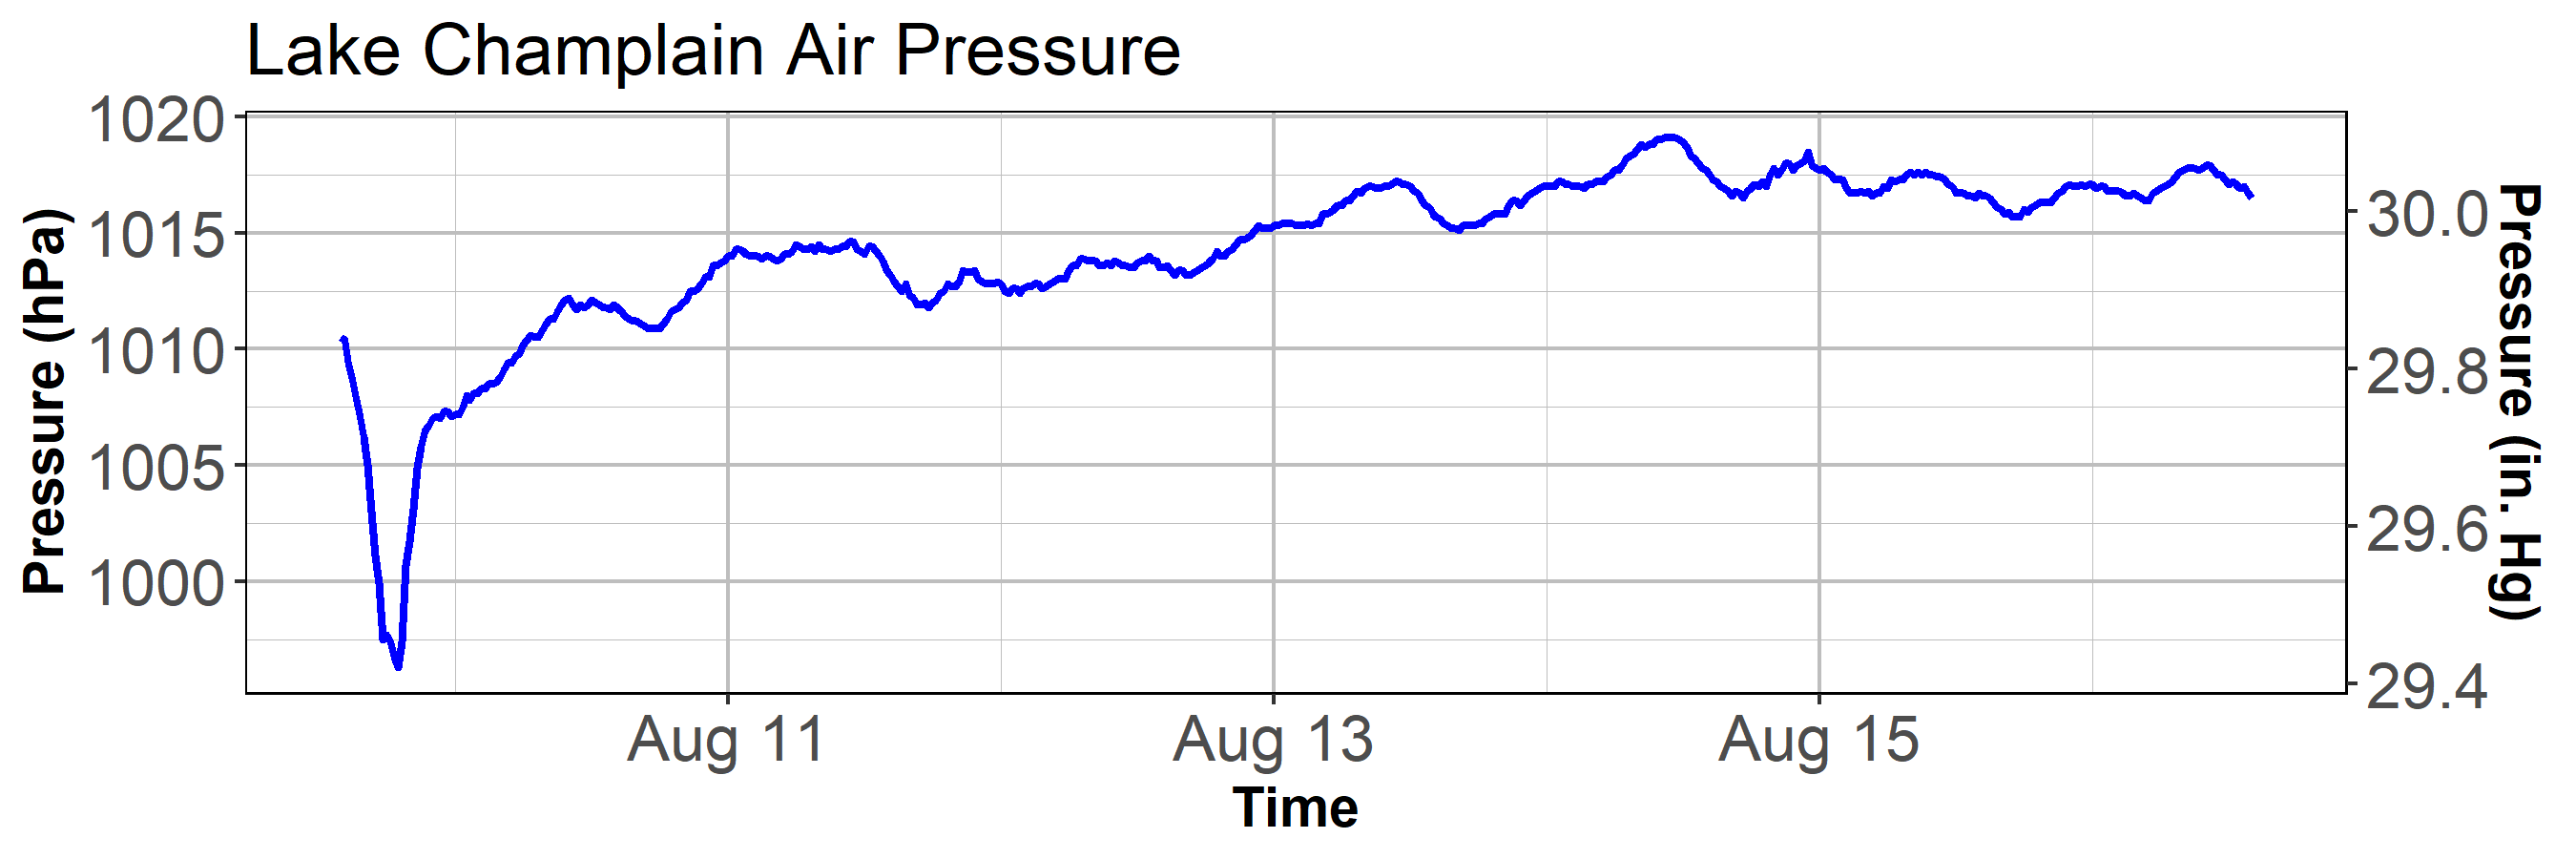 Lake Champlain Air Pressure
Pressure (hPa)
1020
1015
1010
1005
1000
30.0
29.8
29.6
29.4
Pressure (in. Hg)
Aug 11 Aug 13 Aug 15
Time